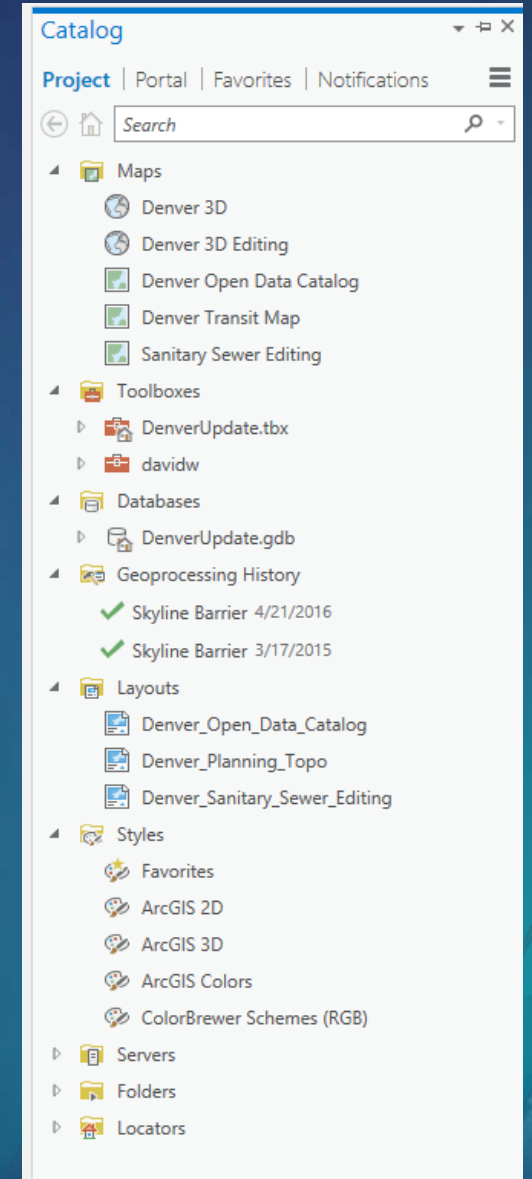 Catalog
Project | Portal | Favorites | Notifications
Search
Maps
Denver 3D
Denver 3D Editing
Denver Open Data Catalog
Denver Transit Map
Sanitary Sewer Editing
Toolboxes
DenverUpdate.tbx
davidw
Databases
DenverUpdate.gdb
Geoprocessing History
Skyline Barrier 4/21/2016
Skyline Barrier 3/17/2015
Layouts
Denver_Open_Data_Catalog
Denver_Planning_Topo
Denver_Sanitary_Sewer_Editing
Styles
Favorites
ArcGIS 2D
ArcGIS 3D
ArcGIS Colors
ColorBrewer Schemes (RGB)
Servers
Folders
Locators